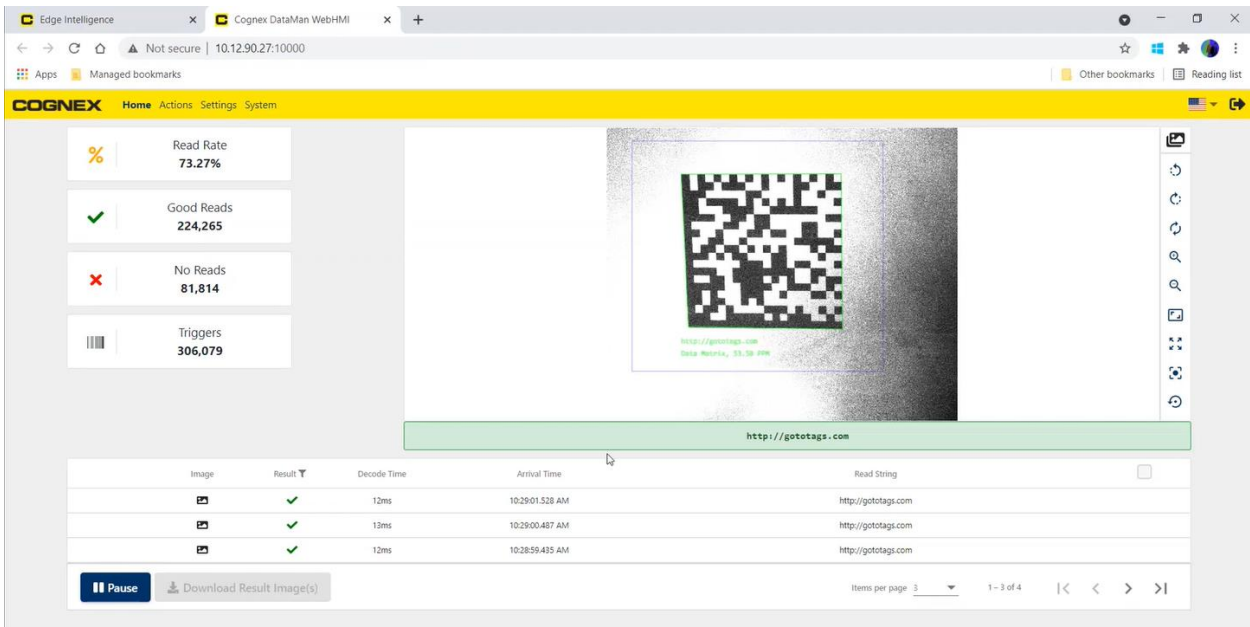 Edge Intelligence
Cognex DataMan WebHMI
Not secure | 10.12.90.27:10000
Apps Managed bookmarks Other bookmarks Reading list
COGNEX Home Actions Settings System
Read Rate
73.27%
Good Reads
224,265
No Reads
81,814
Triggers
306,079
http://gototags.com
Data Matrix, 53.50 PPM
http://gototags.com
Image Result Decode Time Arrival Time Read String
12ms 10:29:01.528 AM http://gototags.com
13ms 10:29:00.487 AM http://gototags.com
12ms 10:28:59.435 AM http://gototags.com
Pause Download Result Image(s) Items per page 3 1 – 3 of 4